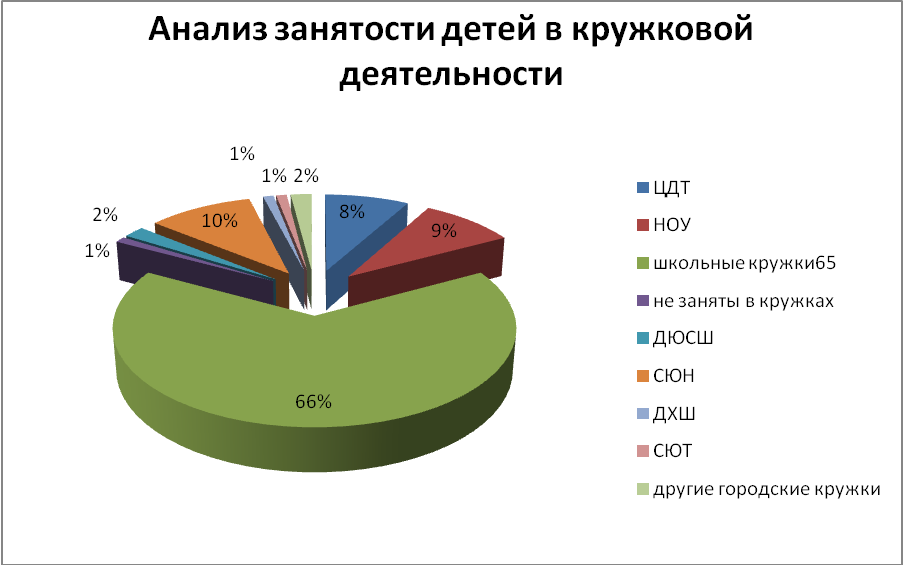 Анализ занятости детей в кружковой
деятельности
1%
1%
2%
8%
10%
2%
9%
1%
66%
ЦДТ
НОУ
школьные кружки65
не заняты в кружках
ДЮСШ
СЮН
ДХШ
СЮТ
другие городские кружки